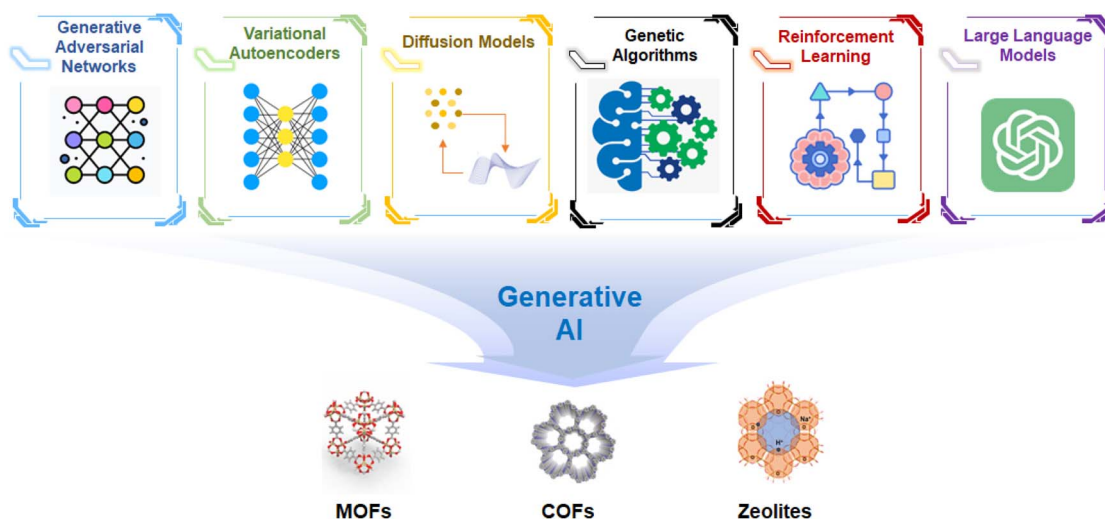 Generative
Adversarial
Networks
Variational
Autoencoders
Diffusion Models
Genetic
Algorithms
Reinforcement
Learning
Large Language
Models
Generative
AI
Na⁺
H⁺
MOFs
COFs
Zeolites